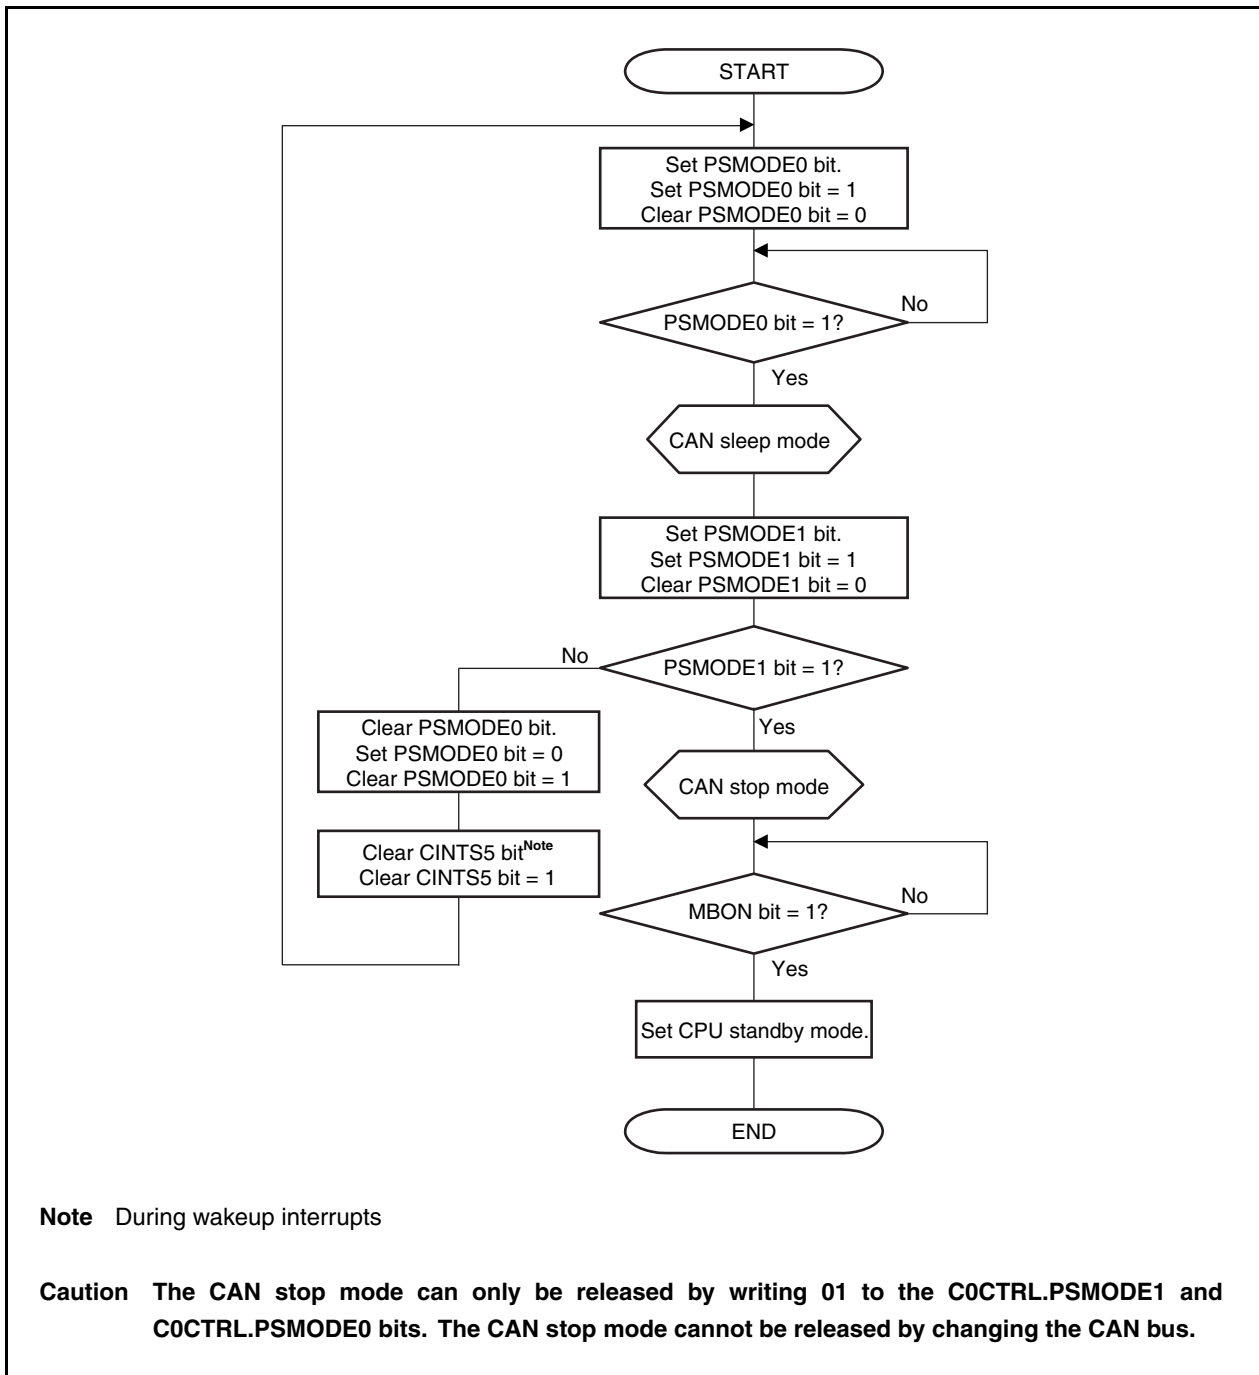 START
Set PSMODE0 bit.
Set PSMODE0 bit = 1
Clear PSMODE0 bit = 0
No
PSMODE0 bit = 1?
Yes
CAN sleep mode
Set PSMODE1 bit.
Set PSMODE1 bit = 1
Clear PSMODE1 bit = 0
No
PSMODE1 bit = 1?
Yes
Clear PSMODE0 bit.
Set PSMODE0 bit = 0
Clear PSMODE0 bit = 1
CAN stop mode
Clear CINTS5 bitNote
Clear CINTS5 bit = 1
No
MBON bit = 1?
Yes
Set CPU standby mode.
END
Note During wakeup interrupts
Caution The CAN stop mode can only be released by writing 01 to the C0CTRL.PSMODE1 and
C0CTRL.PSMODE0 bits. The CAN stop mode cannot be released by changing the CAN bus.